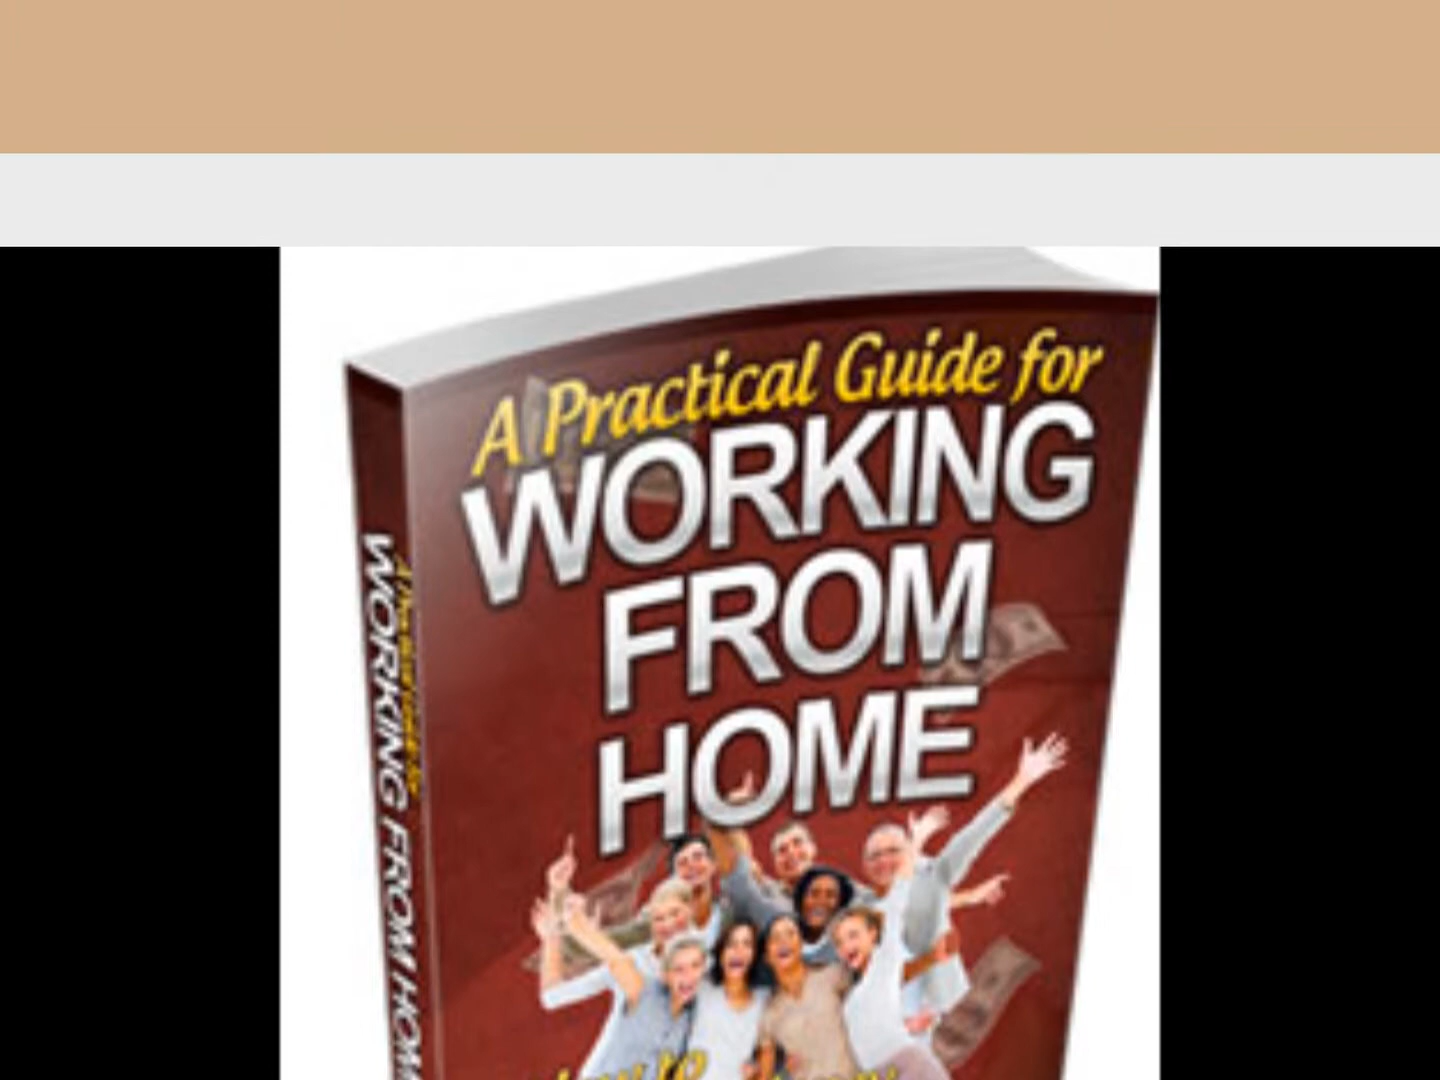 A Practical Guide for
WORKING
FROM
HOME
WORKING FROM HOM